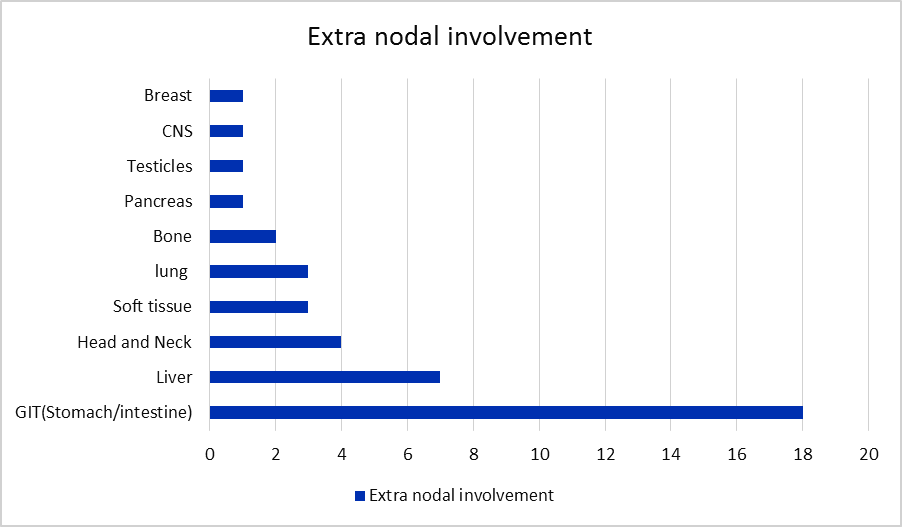 Extra nodal involvement
Breast
CNS
Testicles
Pancreas
Bone
lung
Soft tissue
Head and Neck
Liver
GIT(Stomach/intestine)
0 2 4 6 8 10 12 14 16 18 20
Extra nodal involvement